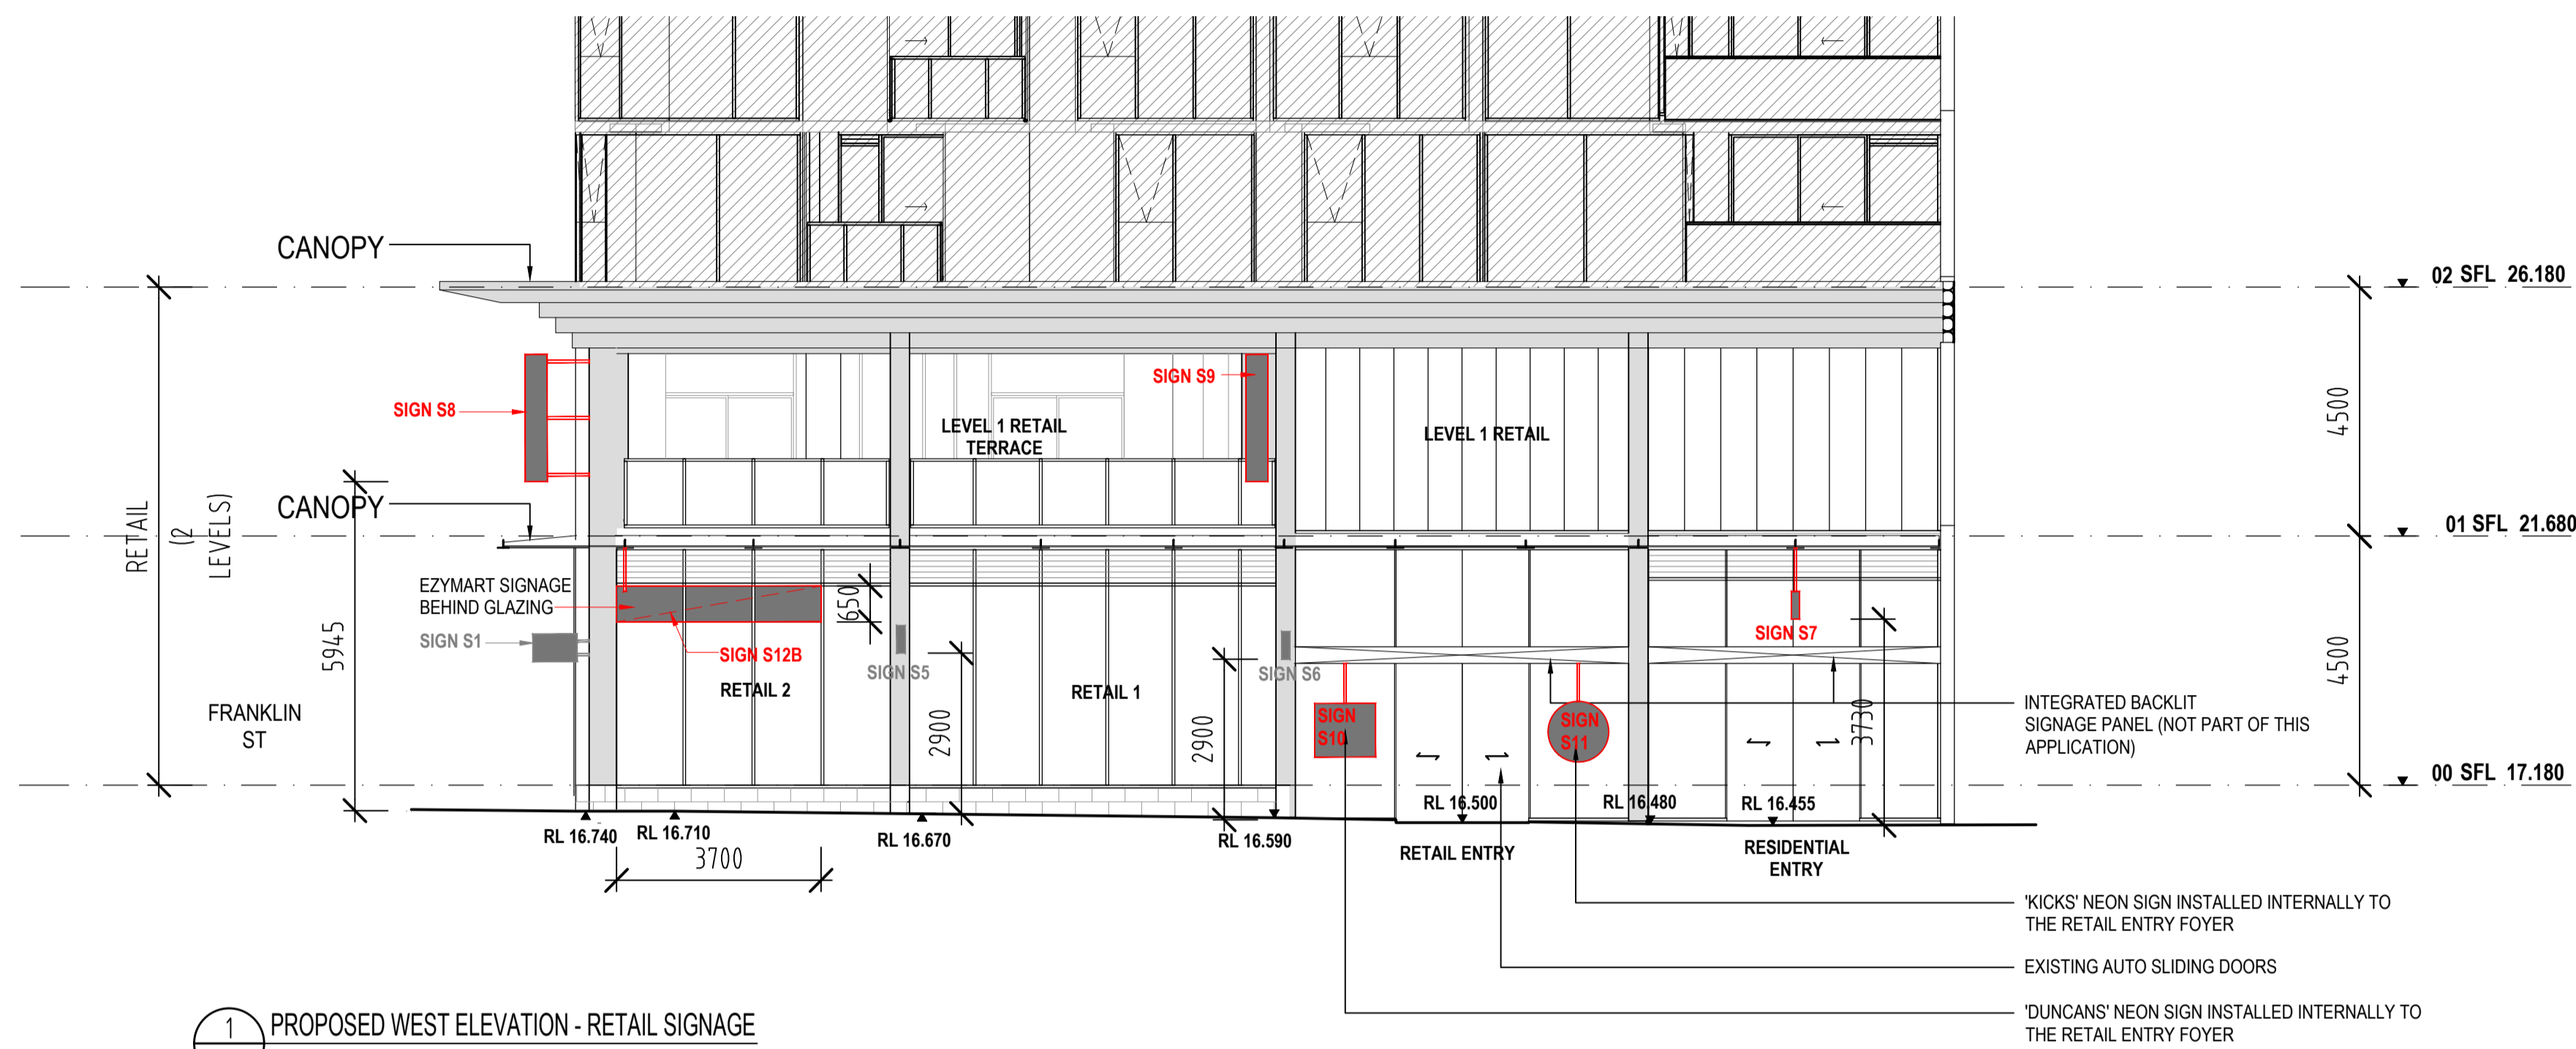 CANOPY
02 SFL 26.180
SIGN S9
SIGN S8
LEVEL 1 RETAIL
TERRACE
LEVEL 1 RETAIL
4500
CANOPY
01 SFL 21.680
RETAIL
(2
LEVELS)
EZYMART SIGNAGE
BEHIND GLAZING
650
SIGN S1
SIGN S12B
SIGN S5
SIGN S6
SIGN S7
5945
RETAIL 2
RETAIL 1
4500
FRANKLIN
ST
2900
2900
SIGN
S10
SIGN
S11
3730
INTEGRATED BACKLIT
SIGNAGE PANEL (NOT PART OF THIS
APPLICATION)
00 SFL 17.180
RL 16.740
RL 16.710
RL 16.670
RL 16.590
RL 16.500
RL 16.480
RL 16.455
3700
RETAIL ENTRY
RESIDENTIAL
ENTRY
'KICKS' NEON SIGN INSTALLED INTERNALLY TO
THE RETAIL ENTRY FOYER
EXISTING AUTO SLIDING DOORS
'DUNCANS' NEON SIGN INSTALLED INTERNALLY TO
THE RETAIL ENTRY FOYER
1
PROPOSED WEST ELEVATION - RETAIL SIGNAGE